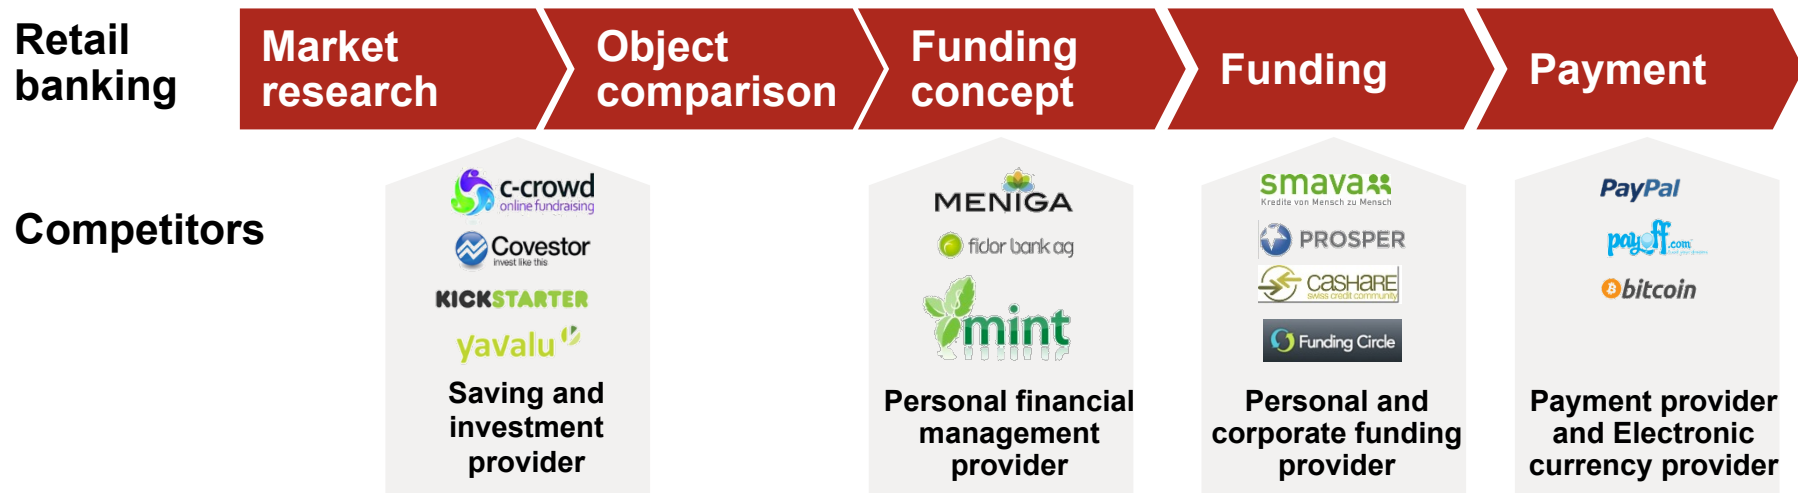 Retail
banking
Market
research
Object
comparison
Funding
concept
Funding
Payment
Competitors
c-crowd
online fundraising
Covestor
invest like this
KICKSTARTER
yavalu
Saving and
investment
provider
MENIGA
fidor bank ag
mint
Personal financial
management
provider
smava
Kredite von Mensch zu Mensch
PROSPER
CASHARE
swiss credit community
Funding Circle
Personal and
corporate funding
provider
PayPal
payoff.com
bitcoin
Payment provider
and Electronic
currency provider